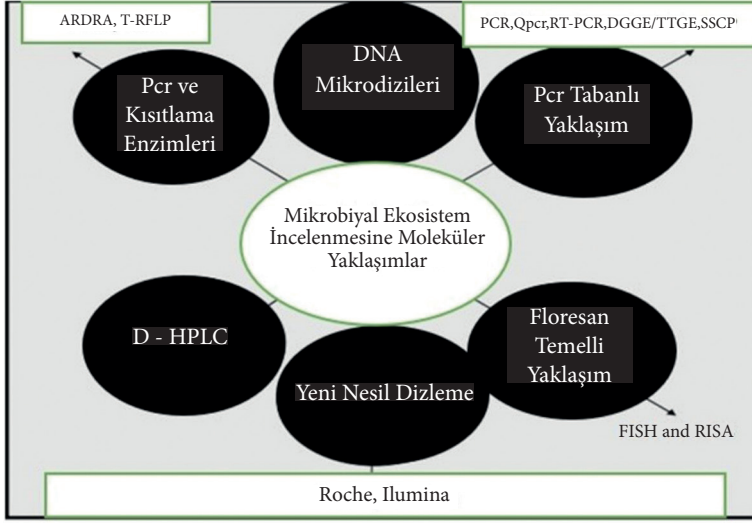 ARDRA, T-RFLP
PCR,Qpcr,RT-PCR,DGGE/TTGE,SSCP
DNA
Mikrodizileri
Pcr ve
Kısıtlama
Enzimleri
Pcr Tabanlı
Yaklaşım
Mikrobiyal Ekosistem
İncelenmesine Moleküler
Yaklaşımlar
D - HPLC
Floresan
Temelli
Yaklaşım
Yeni Nesil Dizleme
FISH and RISA
Roche, Ilumina